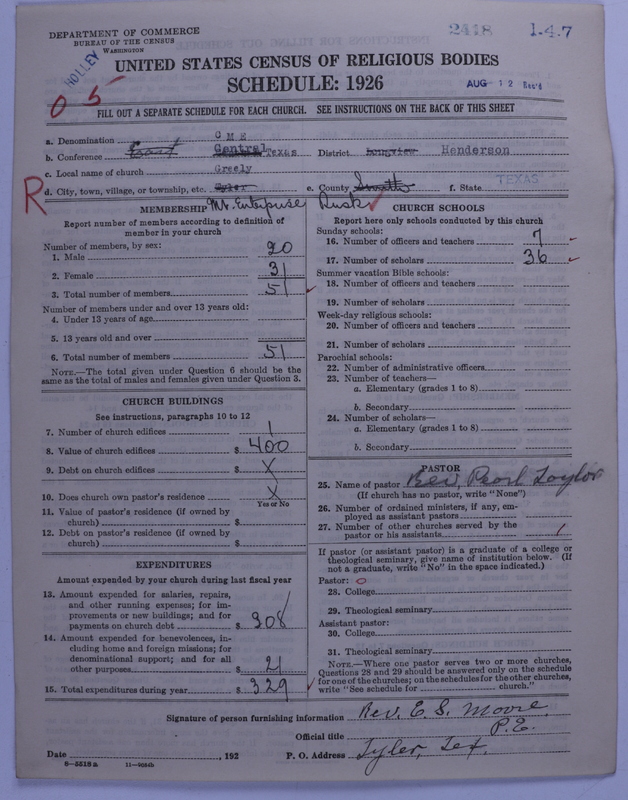 DEPARTMENT OF COMMERCE
BUREAU OF THE CENSUS
WASHINGTON
2418
1-4-7
HOLLEY
UNITED STATES CENSUS OF RELIGIOUS BODIES
SCHEDULE: 1926
AUG 12 Rec'd
05
FILL OUT A SEPARATE SCHEDULE FOR EACH CHURCH. SEE INSTRUCTIONS ON THE BACK OF THIS SHEET
a. Denomination CME
b. Conference East Central Texas District Longview Henderson
c. Local name of church Greely
R d. City, town, village, or township, etc. Tyler e. County Smith f. State TEXAS
Mt. Enterprise Rusk
MEMBERSHIP
Report number of members according to definition of
member in your church
Number of members, by sex:
1. Male 20
2. Female 31
3. Total number of members 51
Number of members under and over 13 years old:
4. Under 13 years of age
5. 13 years old and over
6. Total number of members 51
NOTE.—The total given under Question 6 should be
same as the total of males and females given under Question 3.
CHURCH BUILDINGS
See instructions, paragraphs 10 to 12
7. Number of church edifices 1
8. Value of church edifices $ 400
9. Debt on church edifices $ X
10. Does church own pastor's residence X
Yes or No
11. Value of pastor's residence (if owned by
church) $
12. Debt on pastor's residence (if owned by
church) $
EXPENDITURES
Amount expended by your church during last fiscal year
13. Amount expended for salaries, repairs,
and other running expenses; for im-
provements or new buildings; and for
payments on church debt $ 308
14. Amount expended for benevolences, in-
cluding home and foreign missions; for
denominational support; and for all
other purposes $ 21
15. Total expenditures during year $ 329
CHURCH SCHOOLS
Report here only schools conducted by this church
Sunday schools:
16. Number of officers and teachers 7
17. Number of scholars 36
Summer vacation Bible schools:
18. Number of officers and teachers
19. Number of scholars
Week-day religious schools:
20. Number of officers and teachers
21. Number of scholars
Parochial schools:
22. Number of administrative officers
23. Number of teachers—
a. Elementary (grades 1 to 8)
b. Secondary
24. Number of scholars—
a. Elementary (grades 1 to 8)
b. Secondary
PASTOR
25. Name of pastor Rev. Pearl Taylor
(If church has no pastor, write "None")
26. Number of ordained ministers, if any, em-
ployed as assistant pastors
27. Number of other churches served by the
pastor or his assistants 1
If pastor (or assistant pastor) is a graduate of a college or
theological seminary, give name of institution below. (If
not a graduate, write "No" in the space indicated.)
Pastor: 0
28. College
29. Theological seminary
Assistant pastor:
30. College
31. Theological seminary
NOTE.—Where one pastor serves two or more churches,
Questions 28 and 29 should be answered only on the schedule
for one of the churches; on the schedules for the other churches,
write "See schedule for church."
Signature of person furnishing information Rev. E. S. Moore
Official title P.E.
Date , 192 P. O. Address Tyler, Tex.
8—5518a 11—9034b